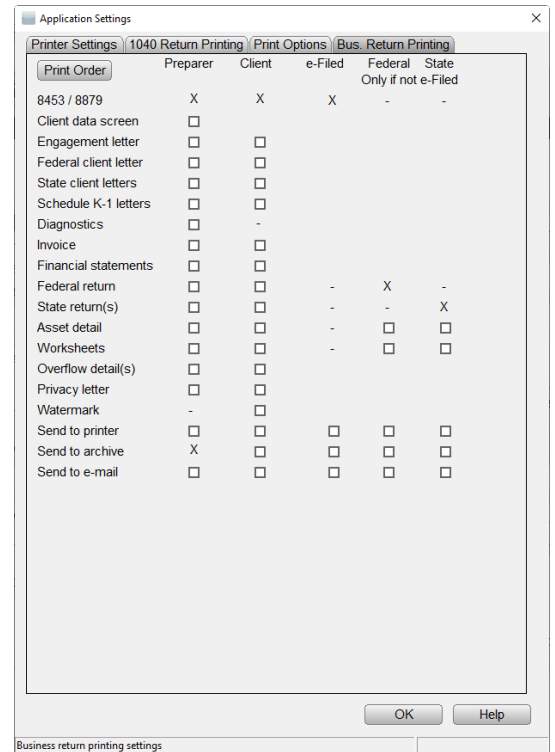 Application Settings
Printer Settings 1040 Return Printing Print Options Bus. Return Printing
Print Order Preparer Client e-Filed Federal State
Only if not e-Filed
8453 / 8879 X X X - -
Client data screen
Engagement letter
Federal client letter
State client letters
Schedule K-1 letters
Diagnostics -
Invoice
Financial statements
Federal return - X -
State return(s) - - X
Asset detail -
Worksheets -
Overflow detail(s)
Privacy letter
Watermark -
Send to printer
Send to archive X
Send to e-mail
OK Help
Business return printing settings